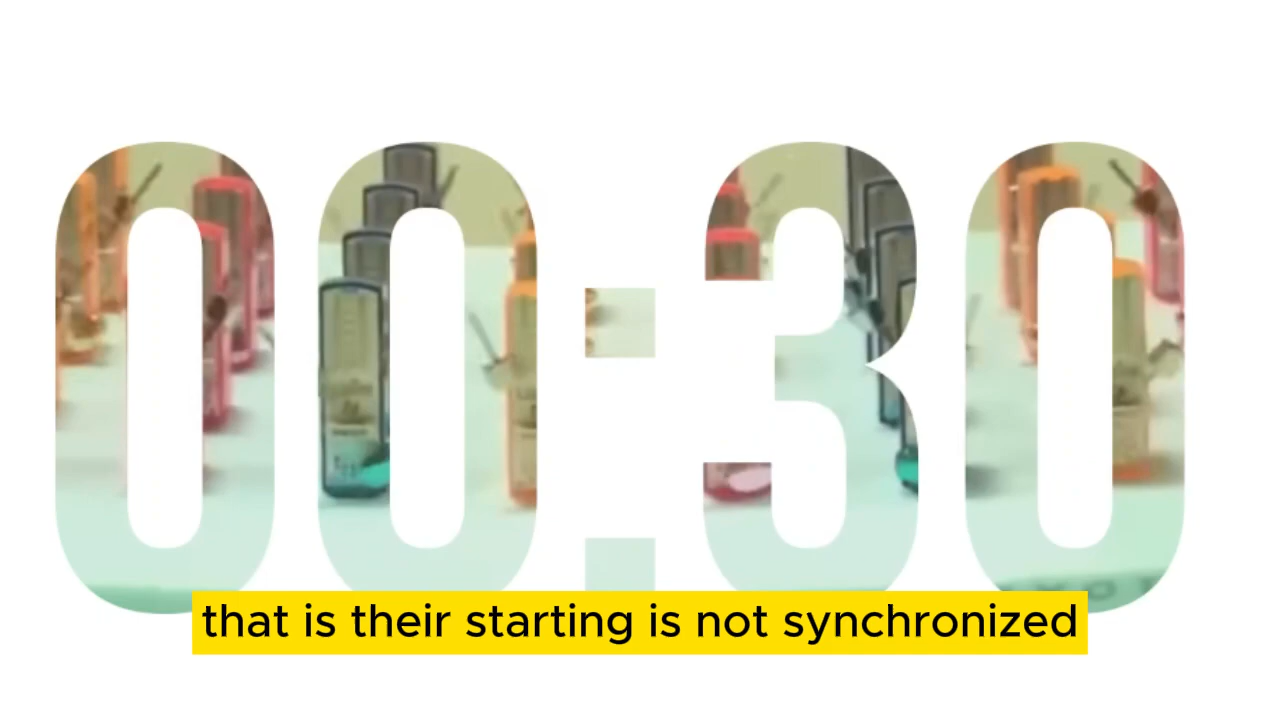 00:30
that is their starting is not synchronized